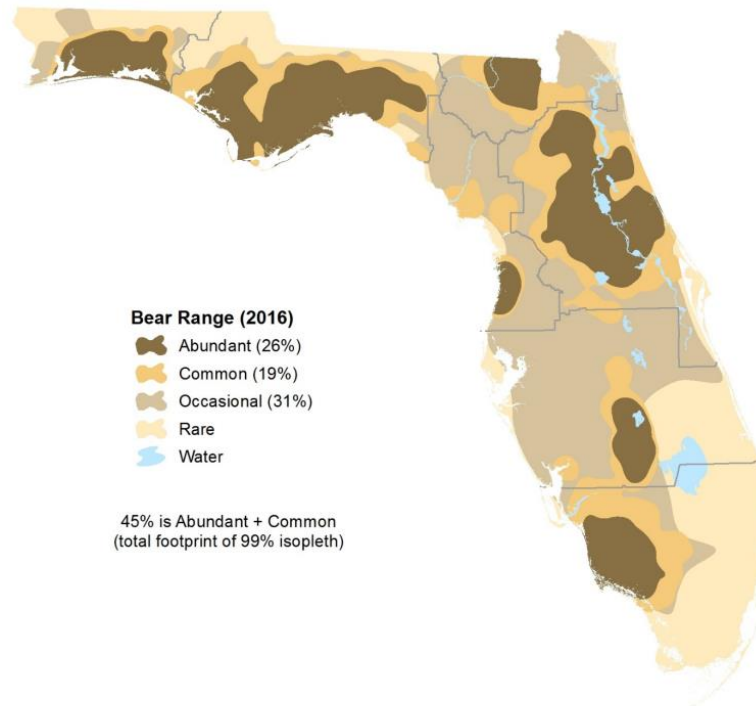 Bear Range (2016)
Abundant (26%)
Common (19%)
Occasional (31%)
Rare
Water
45% is Abundant + Common
(total footprint of 99% isopleth)